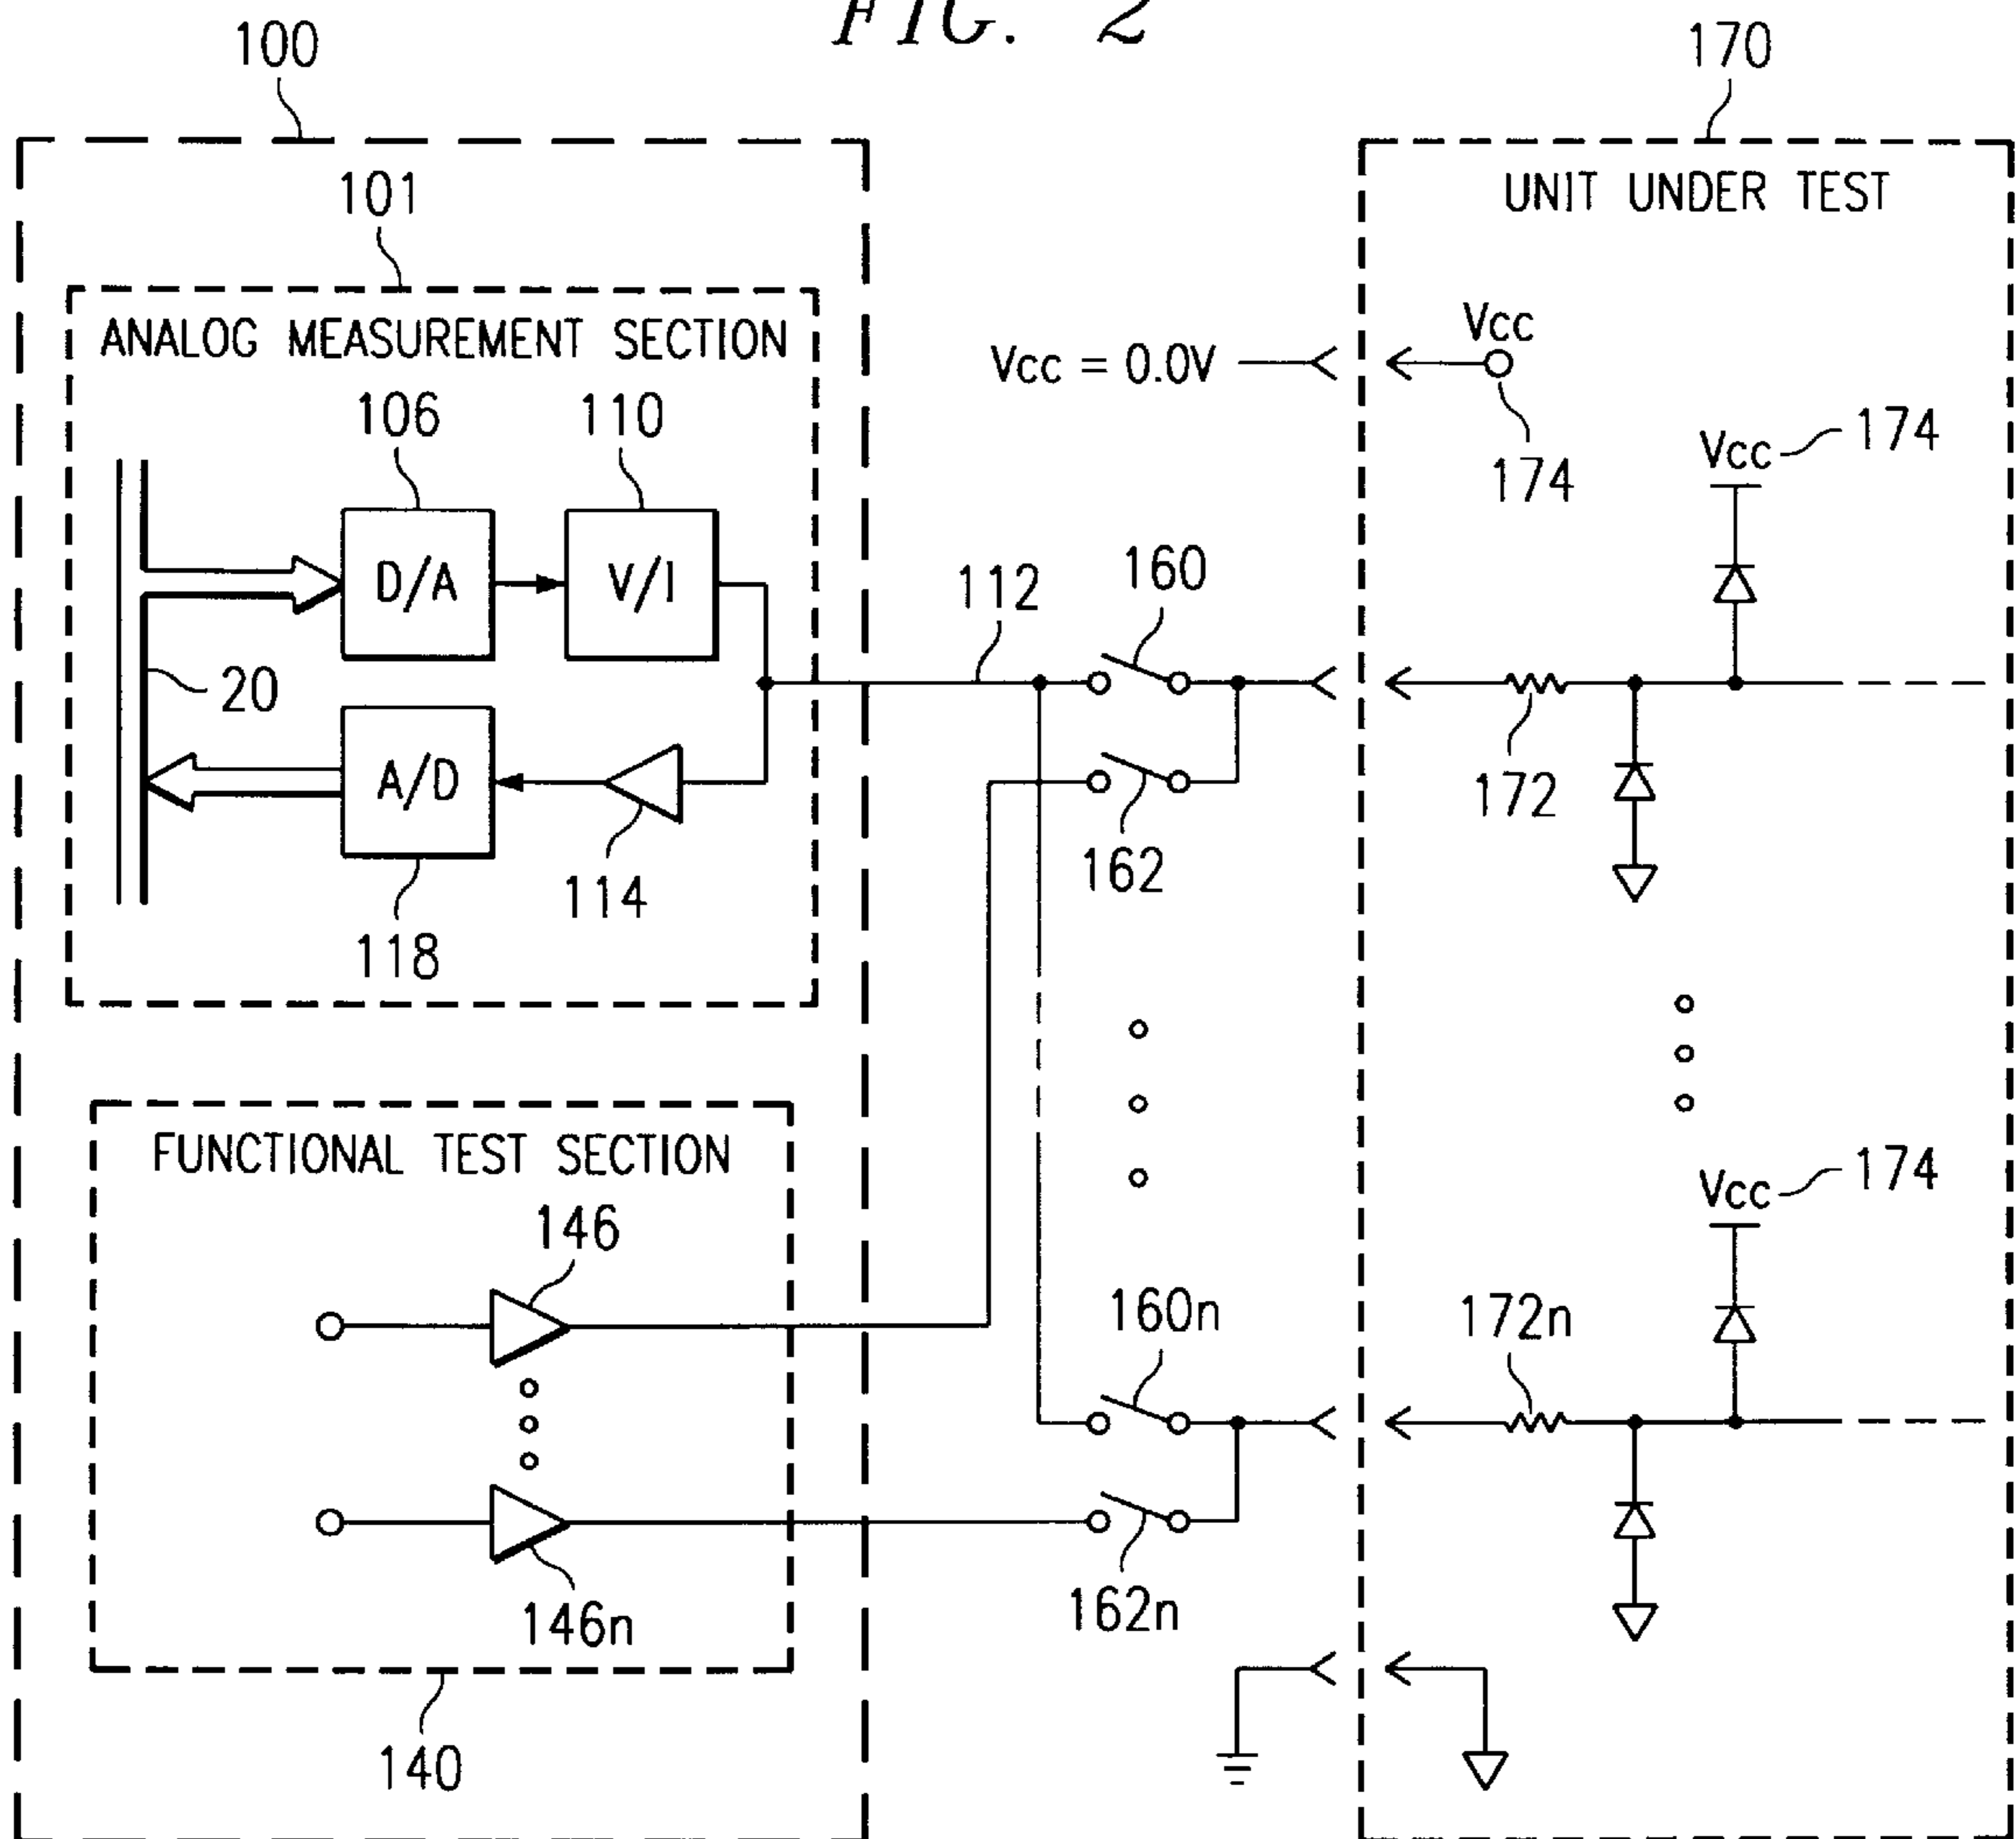 FIG. 2
100
170
101
UNIT UNDER TEST
ANALOG MEASUREMENT SECTION
Vcc = 0.0V
Vcc
174
Vcc
174
106
110
D/A
V/I
112
160
20
A/D
172
114
162
118
FUNCTIONAL TEST SECTION
Vcc
174
146
160n
172n
146n
162n
140